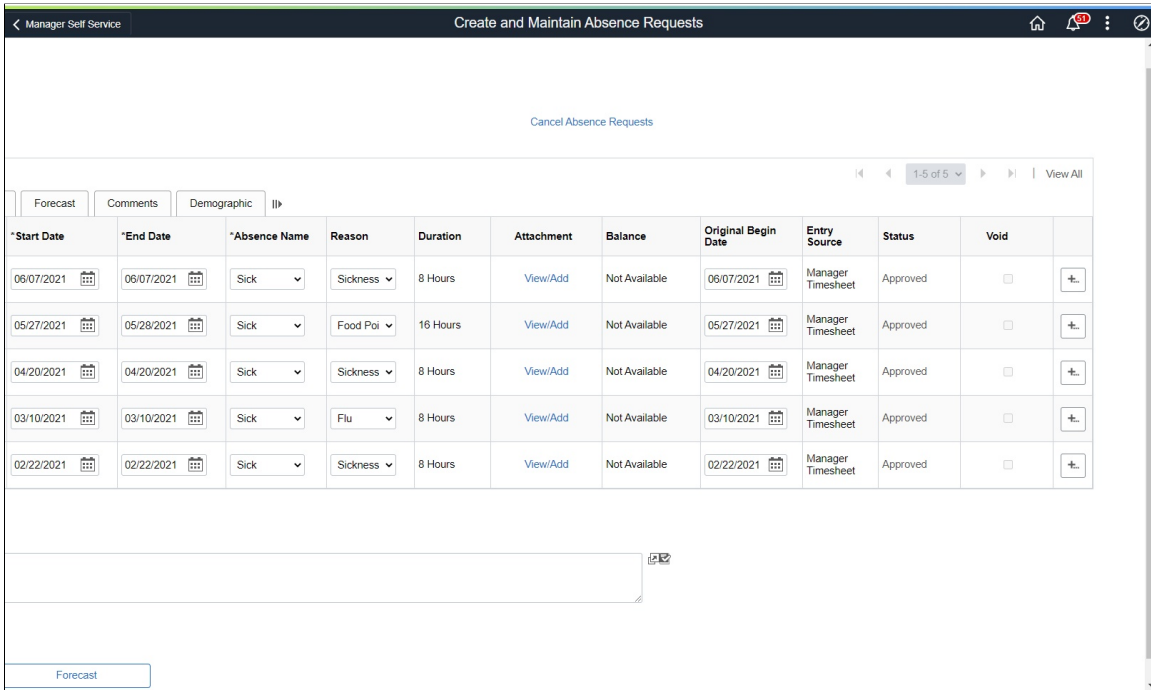 Manager Self Service
Create and Maintain Absence Requests
51
Cancel Absence Requests
1-5 of 5
View All
Forecast Comments Demographic
*Start Date *End Date *Absence Name Reason Duration Attachment Balance Original Begin Date Entry Source Status Void
06/07/2021 06/07/2021 Sick Sickness 8 Hours View/Add Not Available 06/07/2021 Manager Timesheet Approved
05/27/2021 05/28/2021 Sick Food Poi 16 Hours View/Add Not Available 05/27/2021 Manager Timesheet Approved
04/20/2021 04/20/2021 Sick Sickness 8 Hours View/Add Not Available 04/20/2021 Manager Timesheet Approved
03/10/2021 03/10/2021 Sick Flu 8 Hours View/Add Not Available 03/10/2021 Manager Timesheet Approved
02/22/2021 02/22/2021 Sick Sickness 8 Hours View/Add Not Available 02/22/2021 Manager Timesheet Approved
Forecast